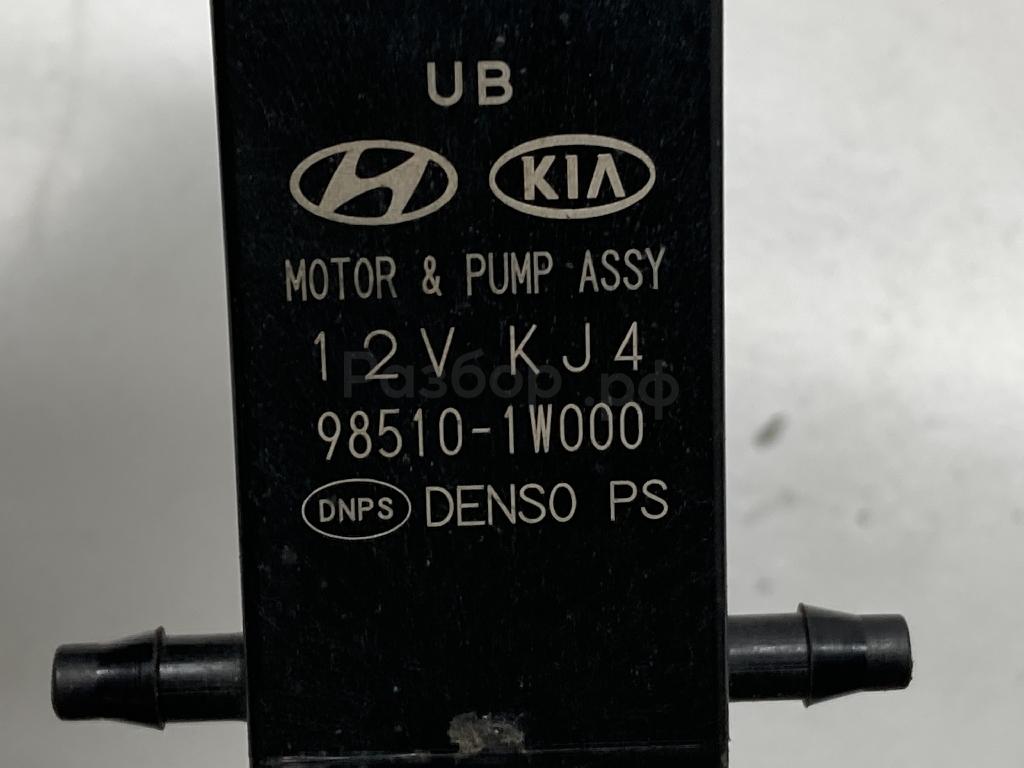 UB
KIA
MOTOR & PUMP ASSY
12V KJ4
Разбор.рф
98510-1W000
DNPS DENSO PS